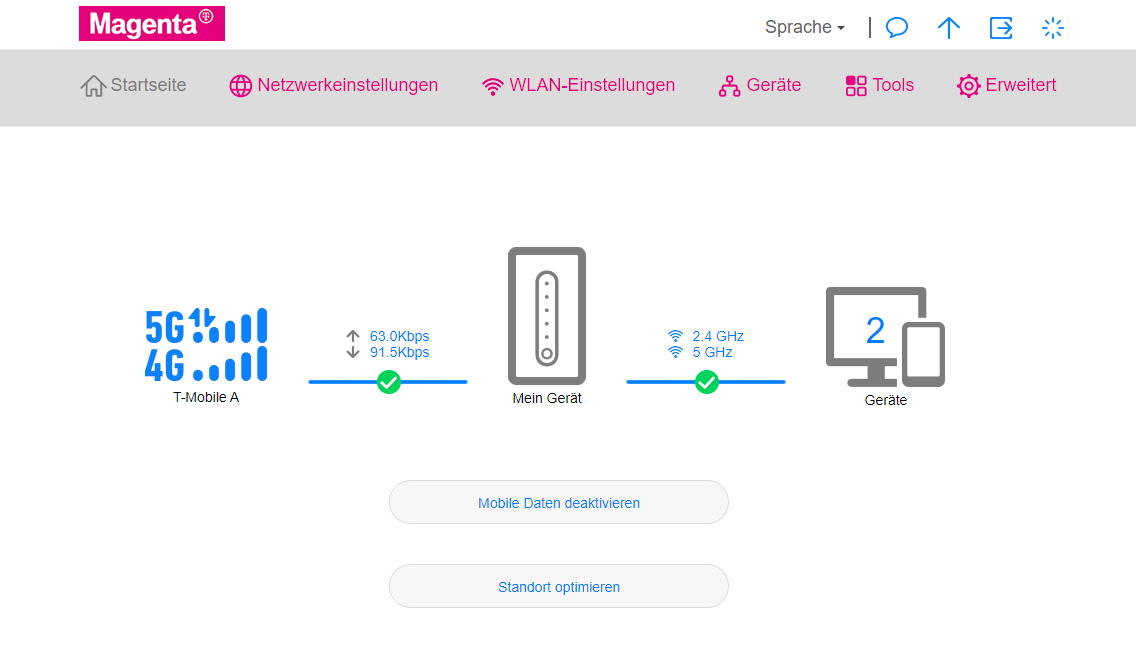 Magenta T
Sprache
Startseite
Netzwerkeinstellungen
WLAN-Einstellungen
Geräte
Tools
Erweitert
5G
4G
T-Mobile A
63.0Kbps
91.5Kbps
Mein Gerät
2.4 GHz
5 GHz
2
Geräte
Mobile Daten deaktivieren
Standort optimieren